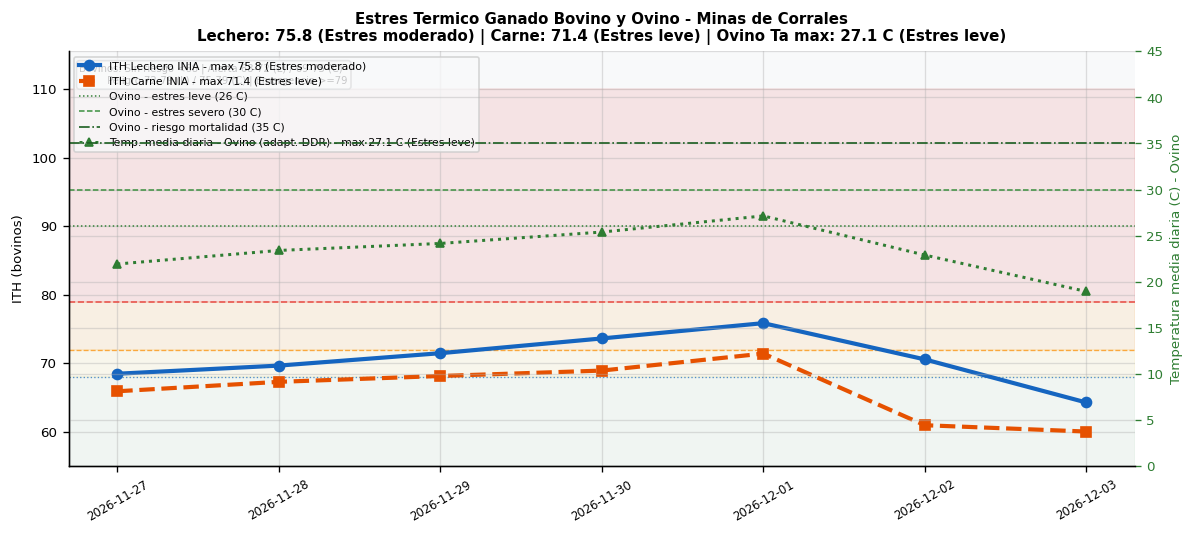 Estres Termico Ganado Bovino y Ovino - Minas de Corrales
Lechero: 75.8 (Estres moderado) | Carne: 71.4 (Estres leve) | Ovino Ta max: 27.1 C (Estres leve)
ITH Lechero INIA - max 75.8 (Estres moderado)
ITH Carne INIA - max 71.4 (Estres leve)
Ovino - estres leve (26 C)
Ovino - estres severo (30 C)
Ovino - riesgo mortalidad (35 C)
Temp. media diaria - Ovino (adapt. DDR) - max 27.1 C (Estres leve)
ITH (bovinos)
110
100
90
80
70
60
45
40
35
30
25
20
15
10
5
0
Temperatura media diaria (C) - Ovino
2026-11-27
2026-11-28
2026-11-29
2026-11-30
2026-12-01
2026-12-02
2026-12-03